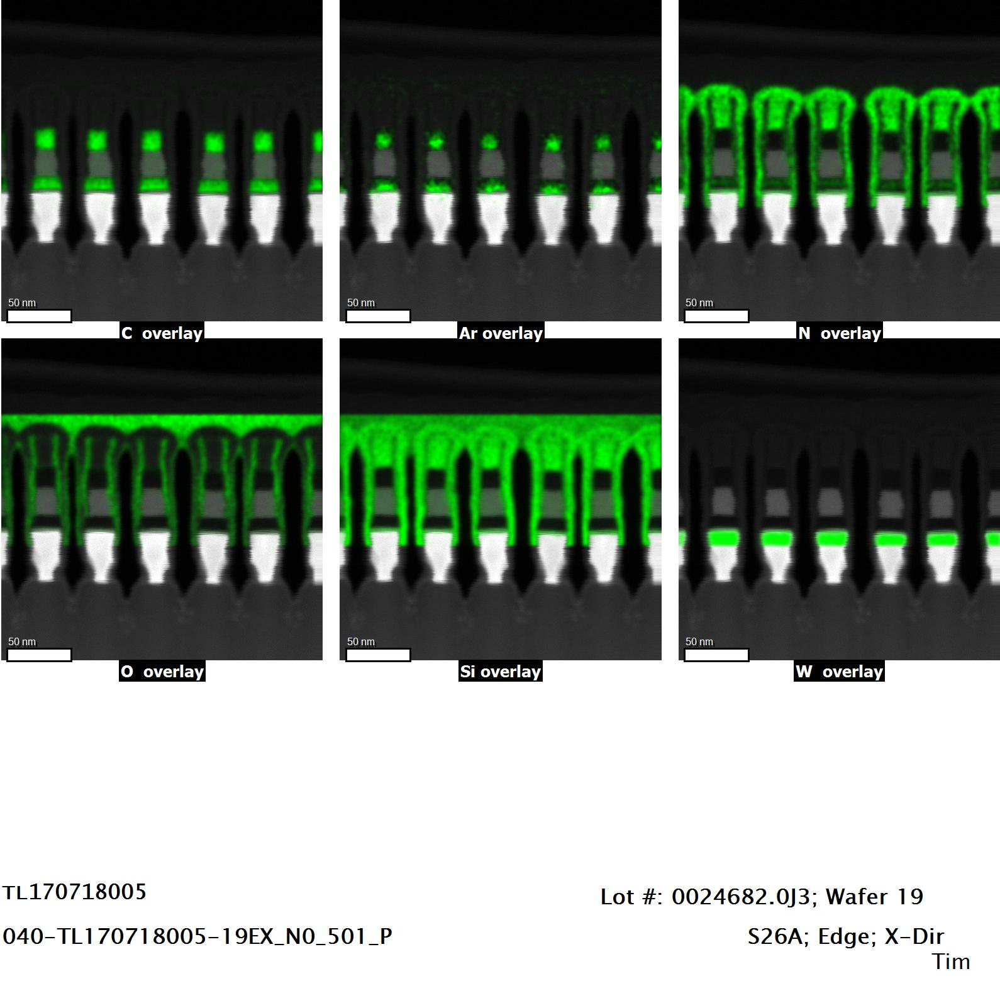 50 nm
50 nm
50 nm
C overlay
Ar overlay
N overlay
50 nm
50 nm
50 nm
O overlay
Si overlay
W overlay
TL170718005
Lot #: 0024682.0J3; Wafer 19
040-TL170718005-19EX_N0_501_P
S26A; Edge; X-Dir
Tim